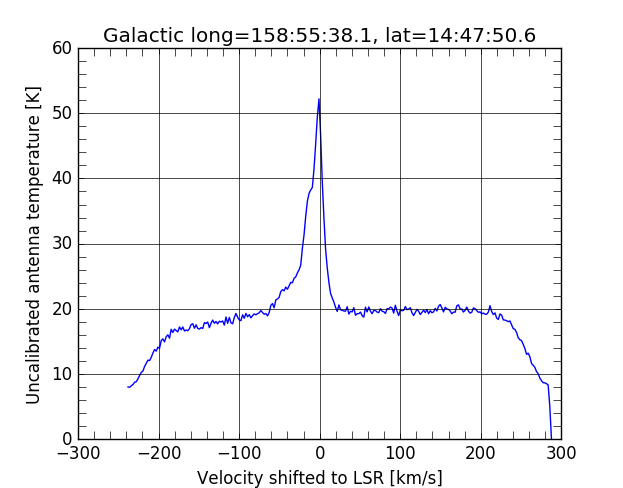 Galactic long=158:55:38.1, lat=14:47:50.6
Uncalibrated antenna temperature [K]
60
50
40
30
20
10
0
−300 −200 −100 0 100 200 300
Velocity shifted to LSR [km/s]